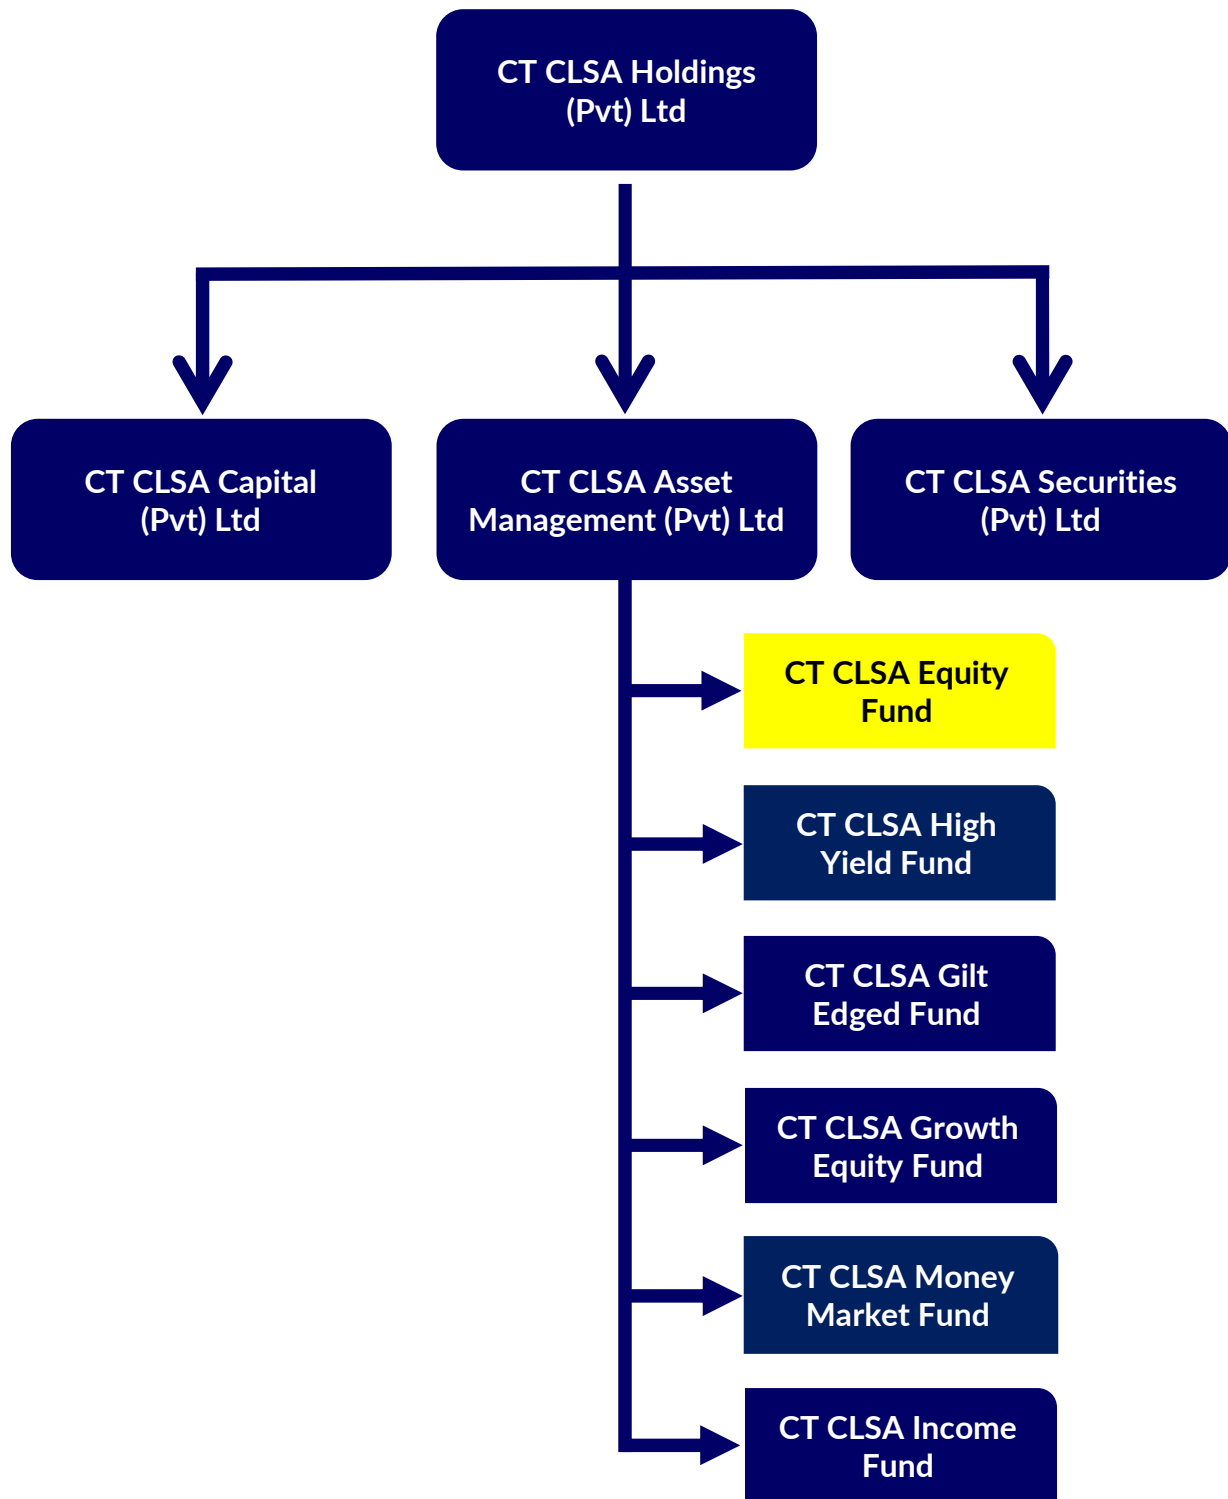 CT CLSA Holdings
(Pvt) Ltd
CT CLSA Capital
(Pvt) Ltd
CT CLSA Asset
Management (Pvt) Ltd
CT CLSA Securities
(Pvt) Ltd
CT CLSA Equity
Fund
CT CLSA High
Yield Fund
CT CLSA Gilt
Edged Fund
CT CLSA Growth
Equity Fund
CT CLSA Money
Market Fund
CT CLSA Income
Fund